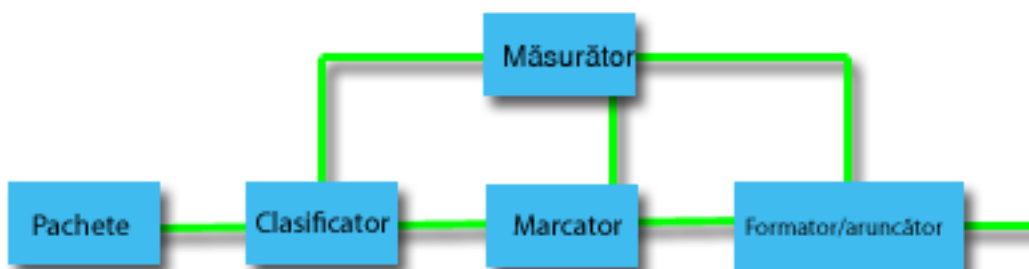 Măsurător
Pachete
Clasificator
Marcator
Formator/aruncător